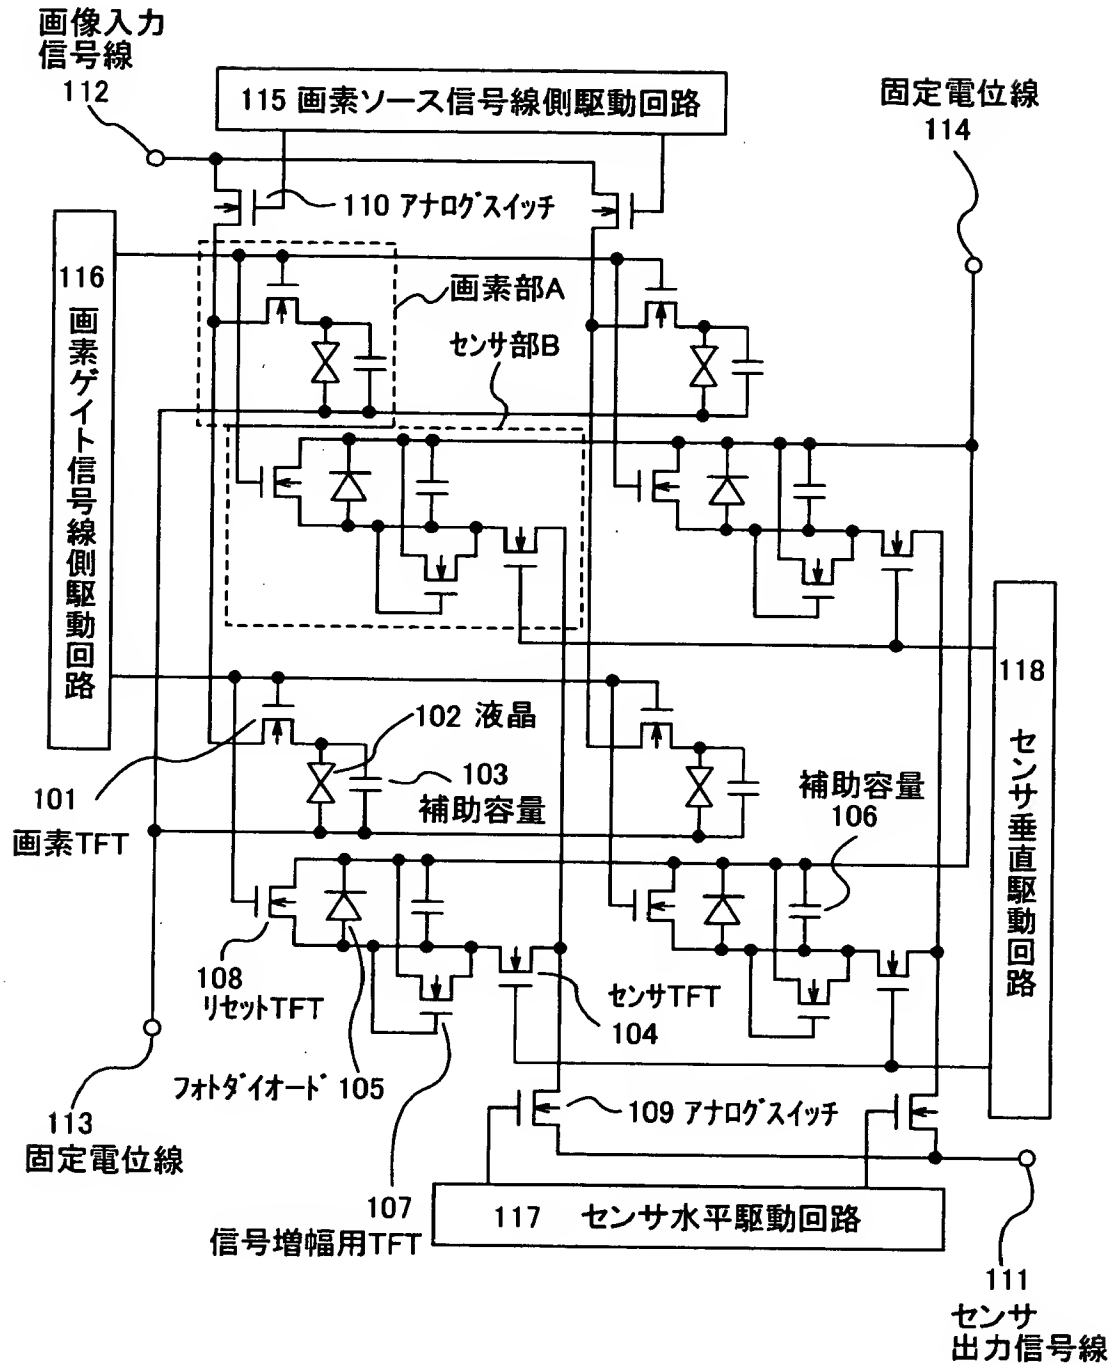 画像入力
信号線
112
115 画素ソース信号線側駆動回路
固定電位線
114
110 アナログスイッチ
116
画素ゲイト信号線側駆動回路
画素部A
センサ部B
118
センサ垂直駆動回路
102 液晶
103
補助容量
101
画素TFT
補助容量
106
108
リセットTFT
センサTFT
104
フォトダイオード 105
109 アナログスイッチ
113
固定電位線
107
信号増幅用TFT
117 センサ水平駆動回路
111
センサ
出力信号線